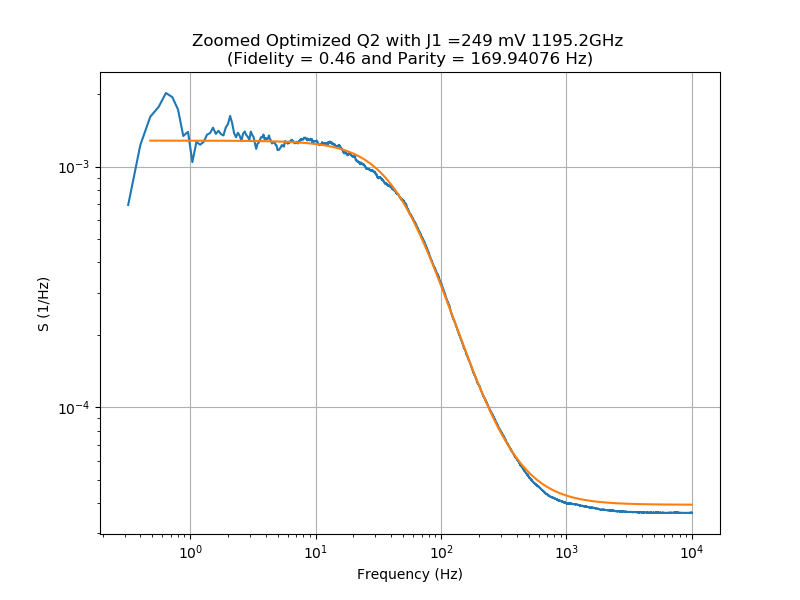 Zoomed Optimized Q2 with J1 =249 mV 1195.2GHz
(Fidelity = 0.46 and Parity = 169.94076 Hz)
10⁻³
10⁻⁴
S (1/Hz)
10⁰ 10¹ 10² 10³ 10⁴
Frequency (Hz)